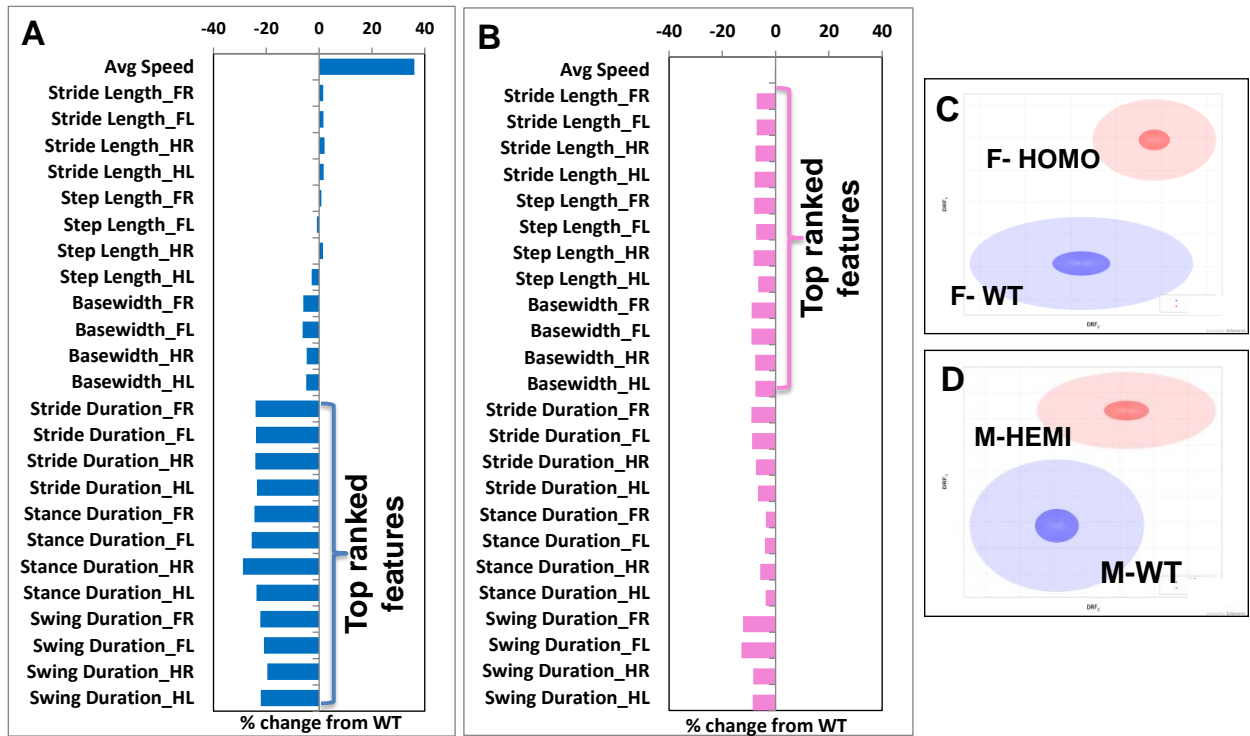 A
-40 -20 0 20 40
Avg Speed
Stride Length_FR
Stride Length_FL
Stride Length_HR
Stride Length_HL
Step Length_FR
Step Length_FL
Step Length_HR
Step Length_HL
Basewidth_FR
Basewidth_FL
Basewidth_HR
Basewidth_HL
Stride Duration_FR
Stride Duration_FL
Stride Duration_HR
Stride Duration_HL
Stance Duration_FR
Stance Duration_FL
Stance Duration_HR
Stance Duration_HL
Swing Duration_FR
Swing Duration_FL
Swing Duration_HR
Swing Duration_HL
Top ranked
features
% change from WT
B
-40 -20 0 20 40
Avg Speed
Stride Length_FR
Stride Length_FL
Stride Length_HR
Stride Length_HL
Step Length_FR
Step Length_FL
Step Length_HR
Step Length_HL
Basewidth_FR
Basewidth_FL
Basewidth_HR
Basewidth_HL
Stride Duration_FR
Stride Duration_FL
Stride Duration_HR
Stride Duration_HL
Stance Duration_FR
Stance Duration_FL
Stance Duration_HR
Stance Duration_HL
Swing Duration_FR
Swing Duration_FL
Swing Duration_HR
Swing Duration_HL
Top ranked
features
% change from WT
C
F- HOMO
F- WT
DRF1
DRF2
D
M-HEMI
M-WT
DRF1
DRF2